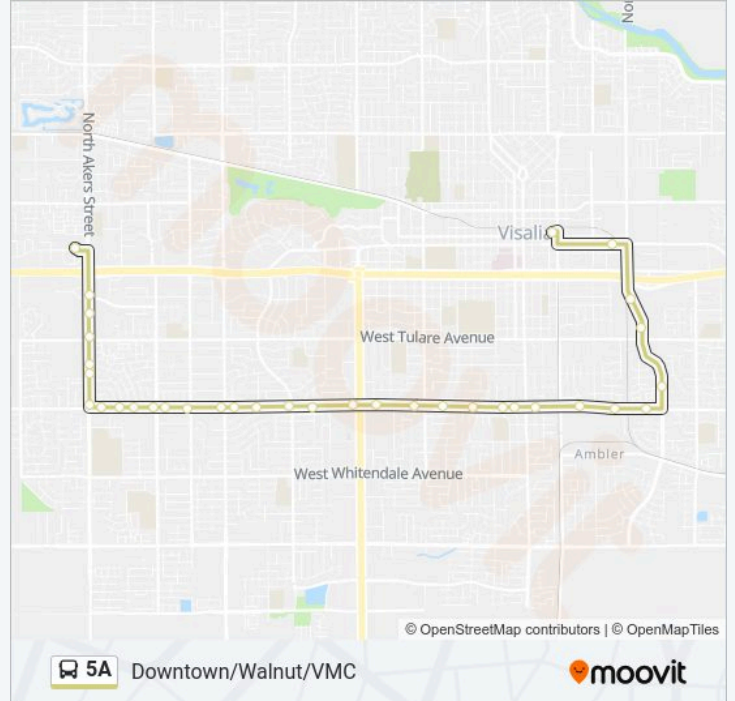 North Akers Street
Visalia
West Tulare Avenue
Ambler
West Whitendale Avenue
© OpenStreetMap contributors | © OpenMapTiles
5A Downtown/Walnut/VMC
moovit